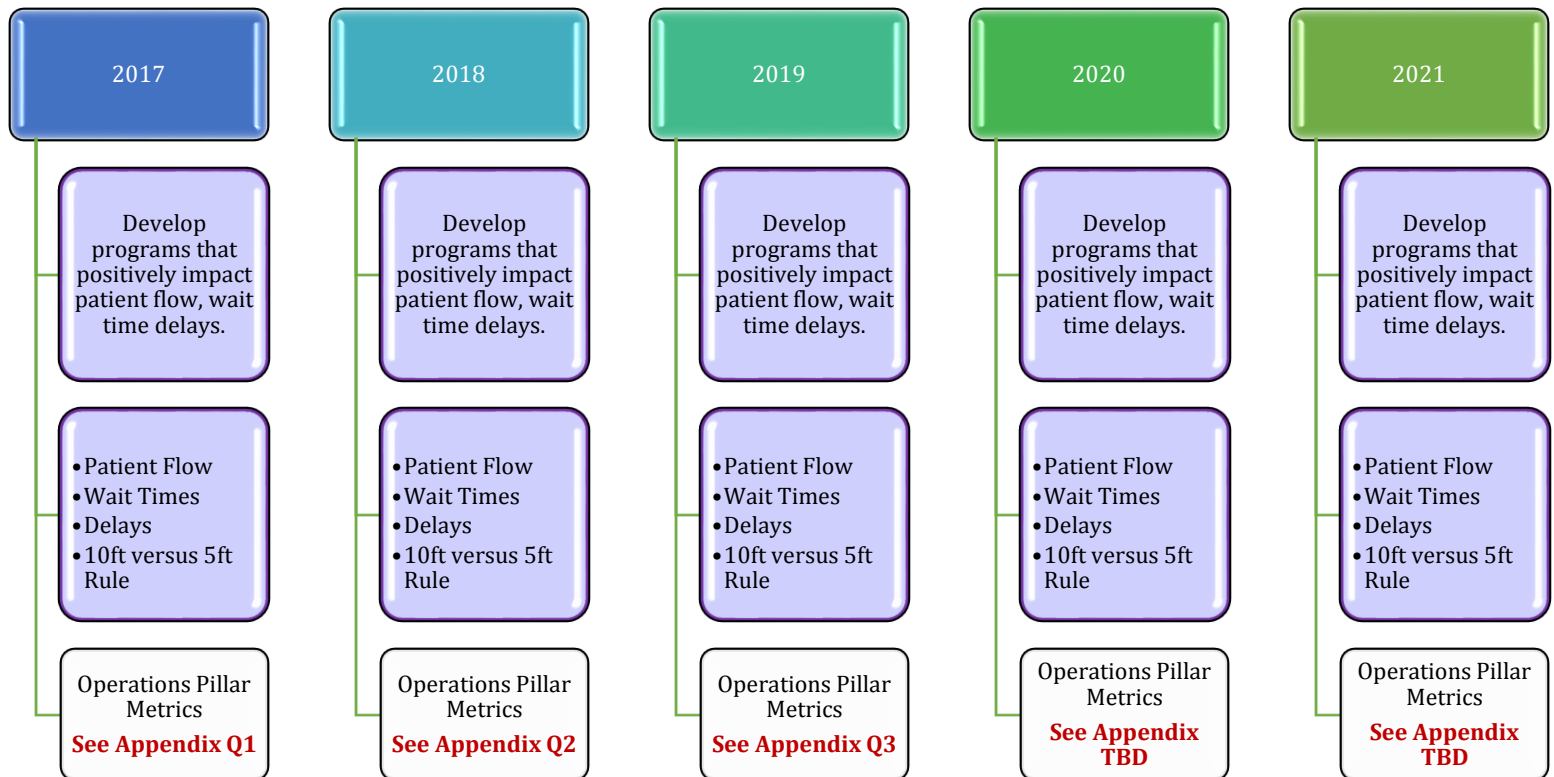 2017
Develop
programs that
positively impact
patient flow, wait
time delays.
•Patient Flow
•Wait Times
•Delays
•10ft versus 5ft
Rule
Operations Pillar
Metrics
See Appendix Q1
2018
Develop
programs that
positively impact
patient flow, wait
time delays.
•Patient Flow
•Wait Times
•Delays
•10ft versus 5ft
Rule
Operations Pillar
Metrics
See Appendix Q2
2019
Develop
programs that
positively impact
patient flow, wait
time delays.
•Patient Flow
•Wait Times
•Delays
•10ft versus 5ft
Rule
Operations Pillar
Metrics
See Appendix Q3
2020
Develop
programs that
positively impact
patient flow, wait
time delays.
•Patient Flow
•Wait Times
•Delays
•10ft versus 5ft
Rule
Operations Pillar
Metrics
See Appendix
TBD
2021
Develop
programs that
positively impact
patient flow, wait
time delays.
•Patient Flow
•Wait Times
•Delays
•10ft versus 5ft
Rule
Operations Pillar
Metrics
See Appendix
TBD